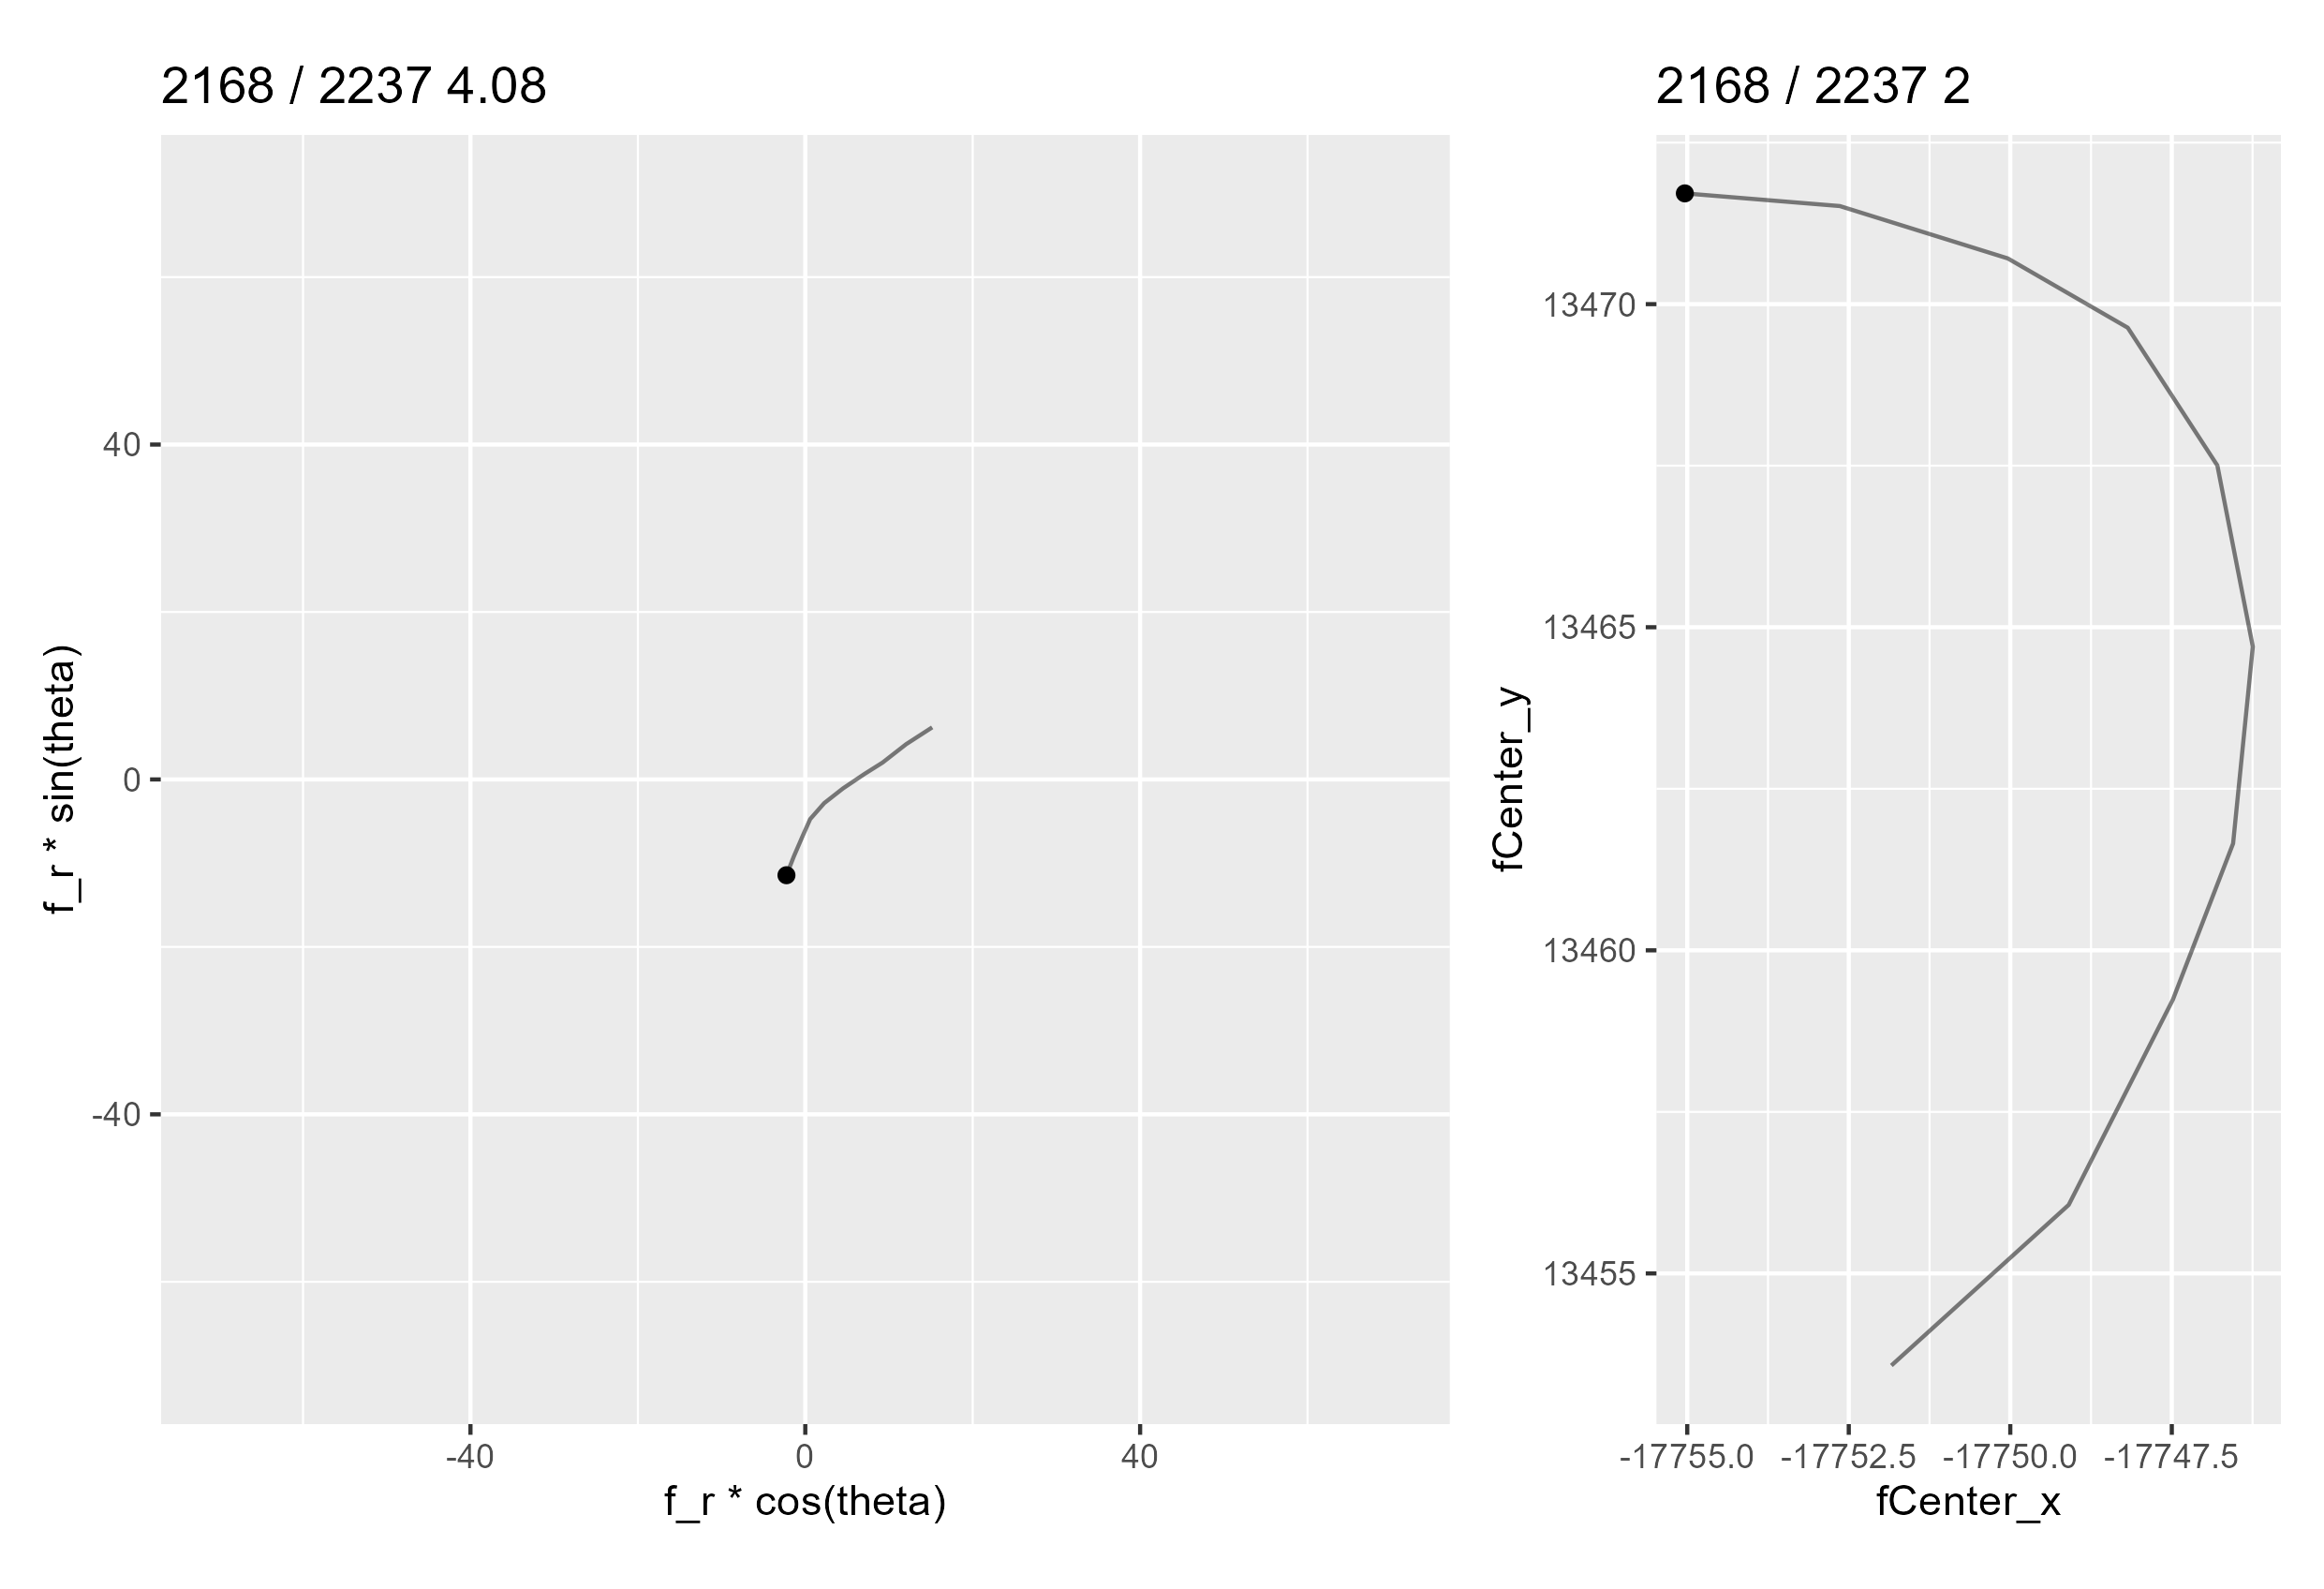 2168 / 2237 4.08
f_r * sin(theta)
40
0
-40
-40 0 40
f_r * cos(theta)
2168 / 2237 2
fCenter_y
13470
13465
13460
13455
-17755.0 -17752.5 -17750.0 -17747.5
fCenter_x